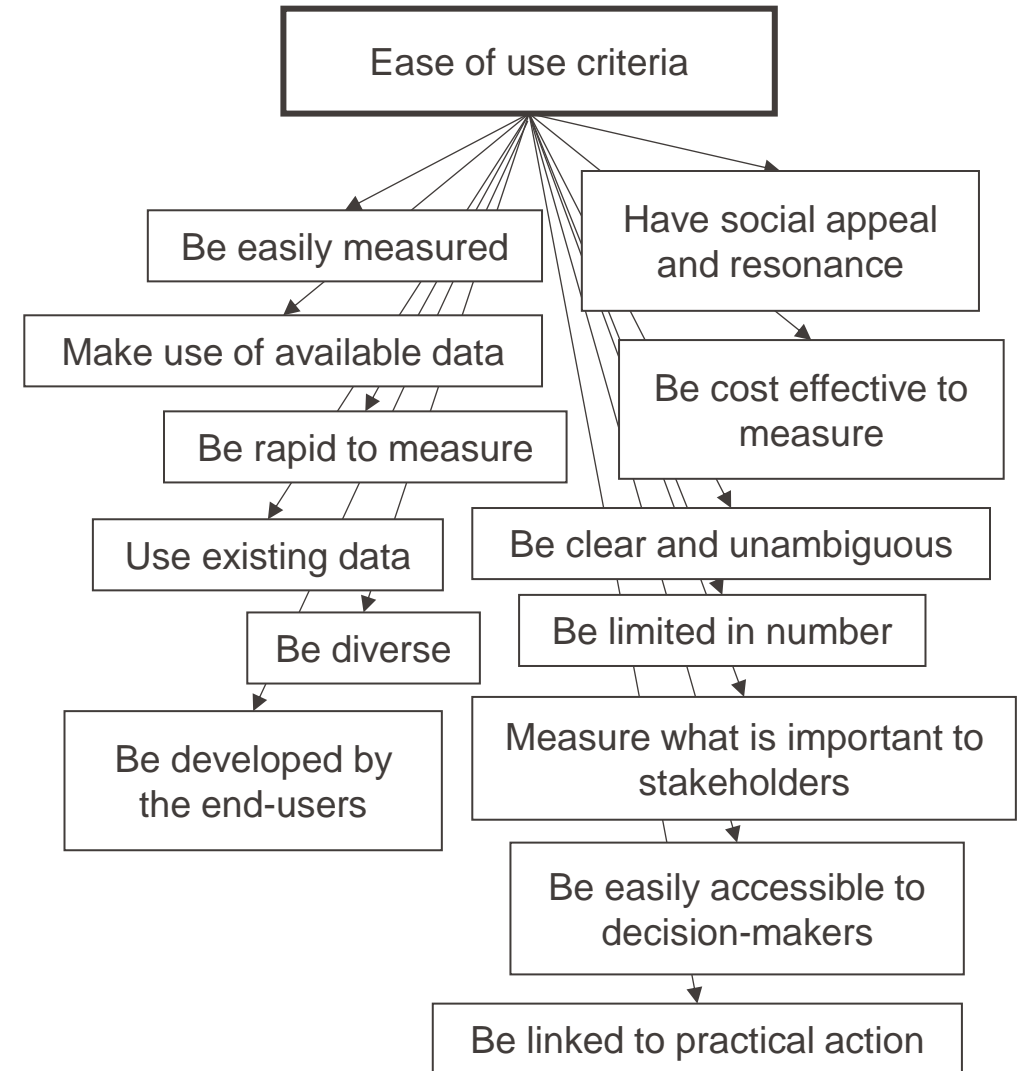 Ease of use criteria
Be easily measured
Make use of available data
Be rapid to measure
Use existing data
Be diverse
Be developed by
the end-users
Have social appeal
and resonance
Be cost effective to
measure
Be clear and unambiguous
Be limited in number
Measure what is important to
stakeholders
Be easily accessible to
decision-makers
Be linked to practical action